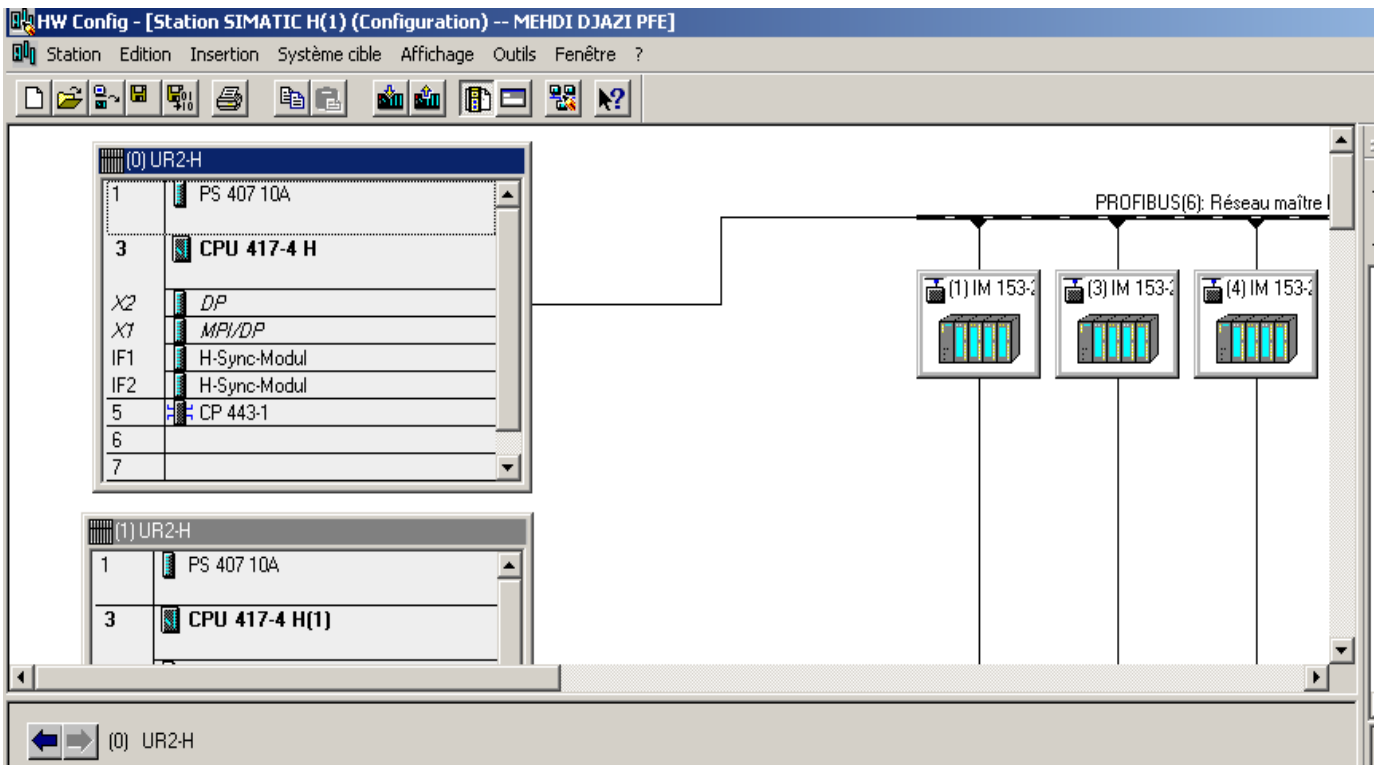 HW Config - [Station SIMATIC H(1) (Configuration) -- MEHDI DJAZI PFE]
Station Edition Insertion Système cible Affichage Outils Fenêtre ?
(0) UR2-H
1 PS 407 10A
3 CPU 417-4 H
X2 DP
X1 MPI/DP
IF1 H-Sync-Modul
IF2 H-Sync-Modul
5 CP 443-1
6
7
PROFIBUS(6): Réseau maître
(1) IM 153-2
(3) IM 153-2
(4) IM 153-2
(1) UR2-H
1 PS 407 10A
3 CPU 417-4 H(1)
(0) UR2-H